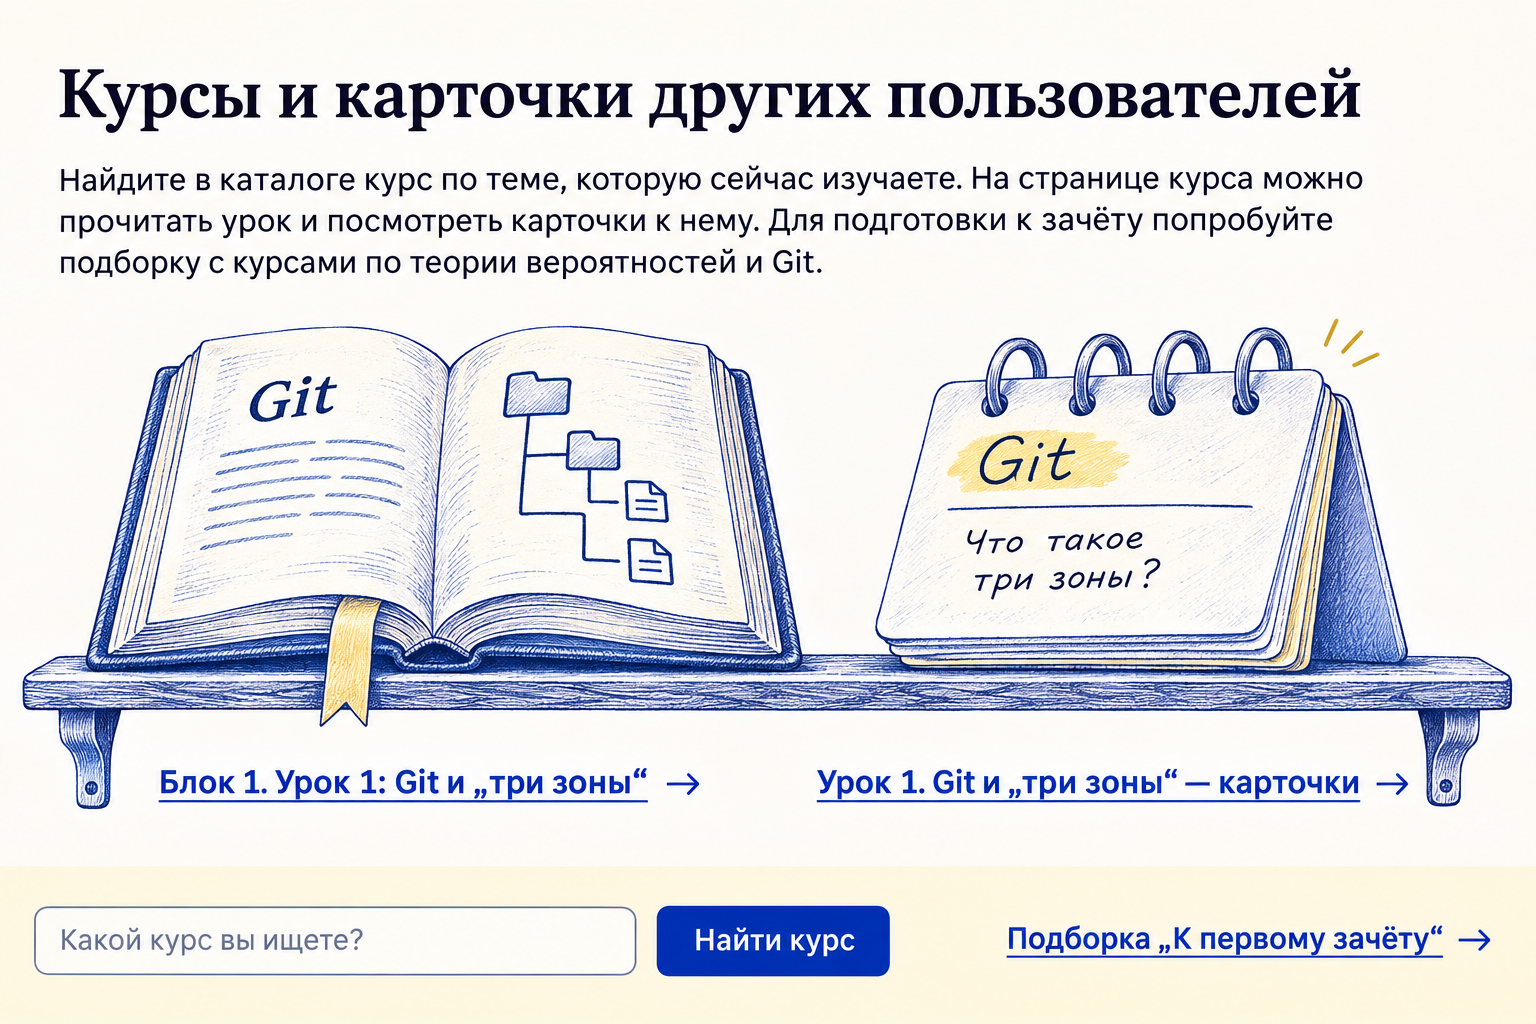 Курсы и карточки других пользователей
Найдите в каталоге курс по теме, которую сейчас изучаете. На странице курса можно
прочитать урок и посмотреть карточки к нему. Для подготовки к зачёту попробуйте
подборку с курсами по теории вероятностей и Git.
Git
Git
Что такое
три зоны?
Блок 1. Урок 1: Git и „три зоны“ →
Урок 1. Git и „три зоны“ — карточки →
Какой курс вы ищете?
Найти курс
Подборка „К первому зачёту“ →